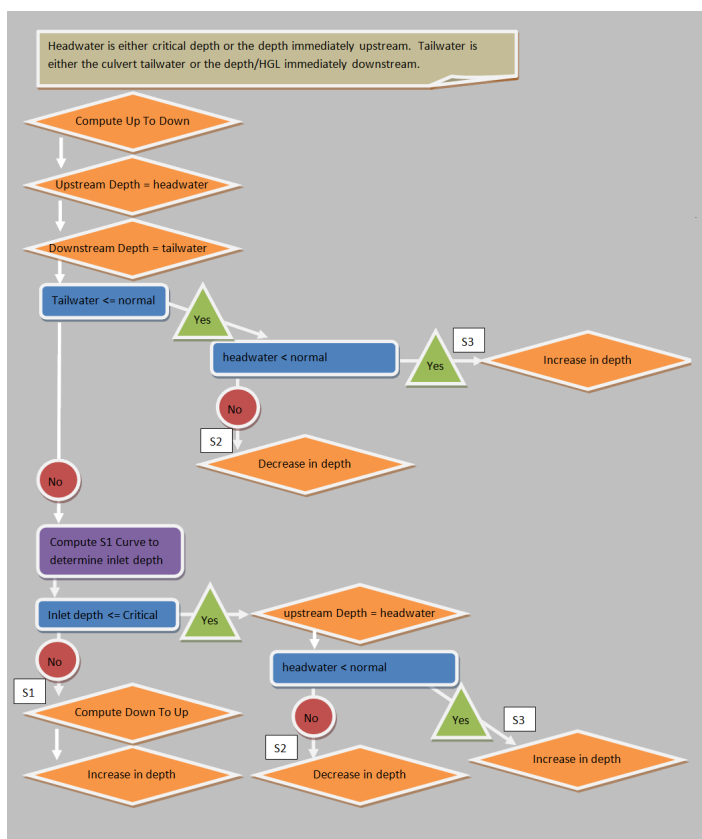 Headwater is either critical depth or the depth immediately upstream.  Tailwater is
either the culvert tailwater or the depth/HGL immediately downstream.
Compute Up To Down
Upstream Depth = headwater
Downstream Depth = tailwater
Tailwater <= normal
Yes
headwater < normal
Yes
S3
Increase in depth
No
S2
Decrease in depth
No
Compute S1 Curve to
determine inlet depth
Inlet depth <= Critical
Yes
upstream Depth = headwater
No
S1
headwater < normal
Compute Down To Up
No
Yes
S3
S2
Increase in depth
Decrease in depth
Increase in depth